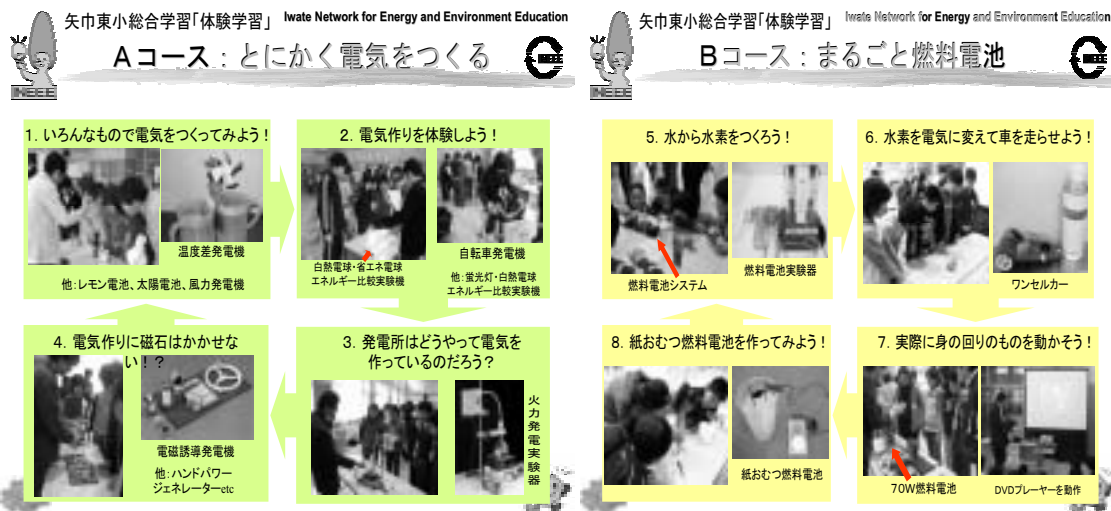 矢巾東小総合学習「体験学習」
Iwate Network for Energy and Environment Education
Aコース：とにかく電気をつくる
INEEE
INEEE
1. いろんなもので電気をつくってみよう！
温度差発電機
他：レモン電池、太陽電池、風力発電機
2. 電気作りを体験しよう！
白熱電球・省エネ電球
エネルギー比較実験機
自転車発電機
他：蛍光灯・白熱電球
エネルギー比較実験機
3. 発電所はどうやって電気を
作っているのだろう？
火力発電実験器
4. 電気作りに磁石はかかせな
い！？
電磁誘導発電機
他：ハンドパワー
ジェネレーターetc
矢巾東小総合学習「体験学習」
Iwate Network for Energy and Environment Education
Bコース：まるごと燃料電池
INEEE
INEEE
5. 水から水素をつくろう！
燃料電池システム
燃料電池実験器
6. 水素を電気に変えて車を走らせよう！
ワンセルカー
7. 実際に身の回りのものを動かそう！
70W燃料電池
DVDプレーヤーを動作
8. 紙おむつ燃料電池を作ってみよう！
紙おむつ燃料電池